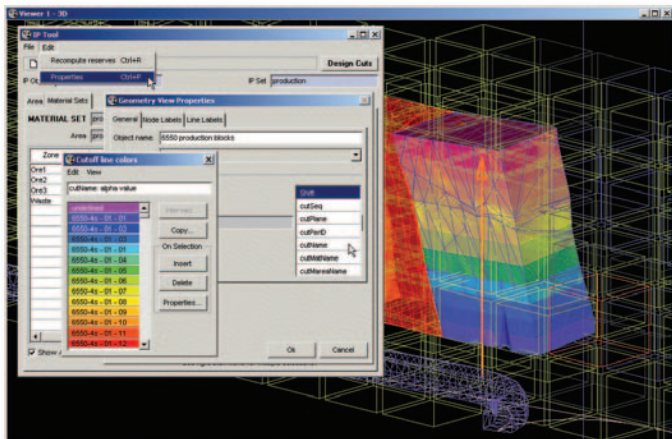 Viewer 1 - 3D
IP Tool
File Edit
Recompute reserves Ctrl+R
Properties Ctrl+P
Design Cuts
IP Set production
Area Material Sets
MATERIAL SET
Area
Geometry View Properties
General Node Labels Line Labels
Object name: 6550 production blocks
Zone
Ore1
Ore2
Ore3
Waste
Cutoff line colors
Edit View
cutName: alpha value
undefined
6550-4s - 01 - 01
6550-4s - 01 - 02
6550-4s - 01 - 03
6550-4s - 01 - 04
6550-4s - 01 - 05
6550-4s - 01 - 06
6550-4s - 01 - 07
6550-4s - 01 - 08
6550-4s - 01 - 09
6550-4s - 01 - 10
6550-4s - 01 - 11
6550-4s - 01 - 12
Intervals...
Copy...
On Selection
Insert
Delete
Properties...
Shift
cutSeq
cutPlane
cutPerID
cutName
cutMatName
cutMareaName
Ok
Cancel
Show